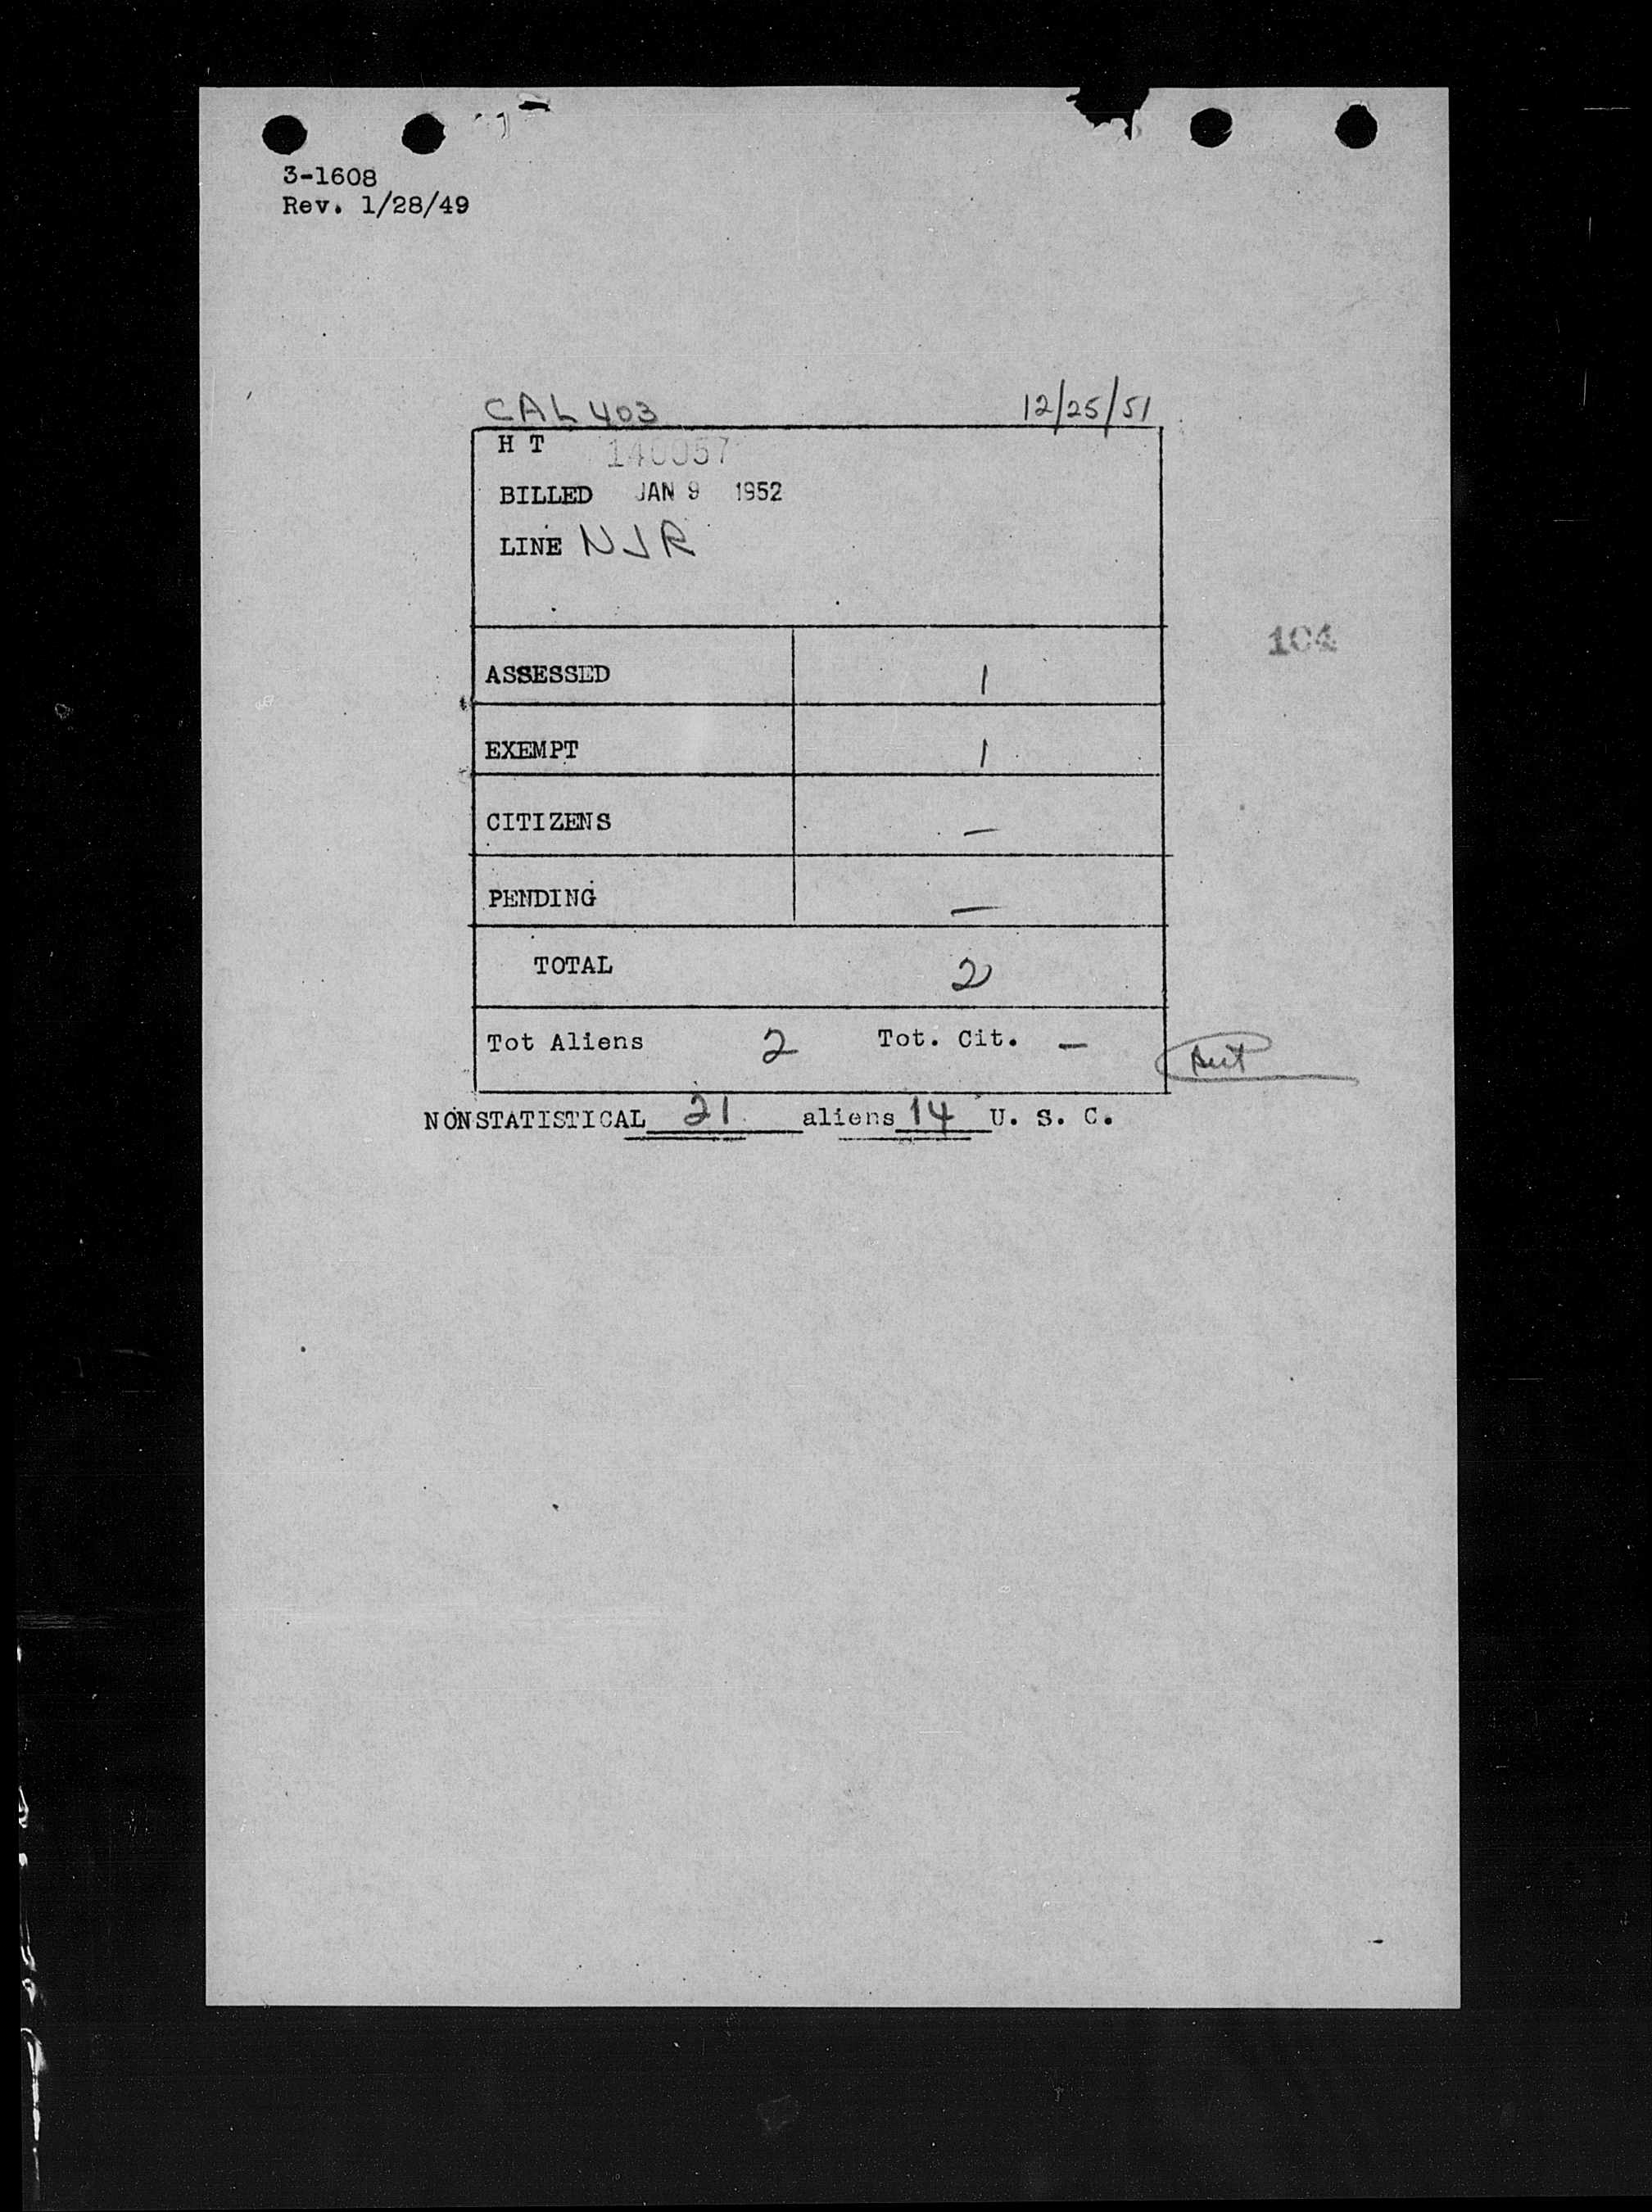 3-1608
Rev. 1/28/49
CAL 403 12/25/51
H T 140057
BILLED JAN 9 1952
LINE NJR
104
ASSESSED 1
EXEMPT 1
CITIZENS —
PENDING —
TOTAL 2
Tot Aliens 2 Tot. Cit. —
NONSTATISTICAL 21 aliens 14 U. S. C.